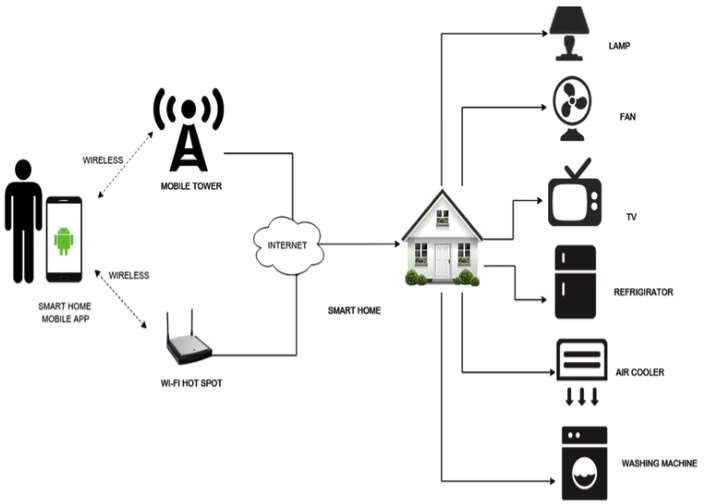 LAMP
FAN
WIRELESS
MOBILE TOWER
TV
INTERNET
WIRELESS
REFRIGIRATOR
SMART HOME
MOBILE APP
SMART HOME
AIR COOLER
WI-FI HOT SPOT
WASHING MACHINE